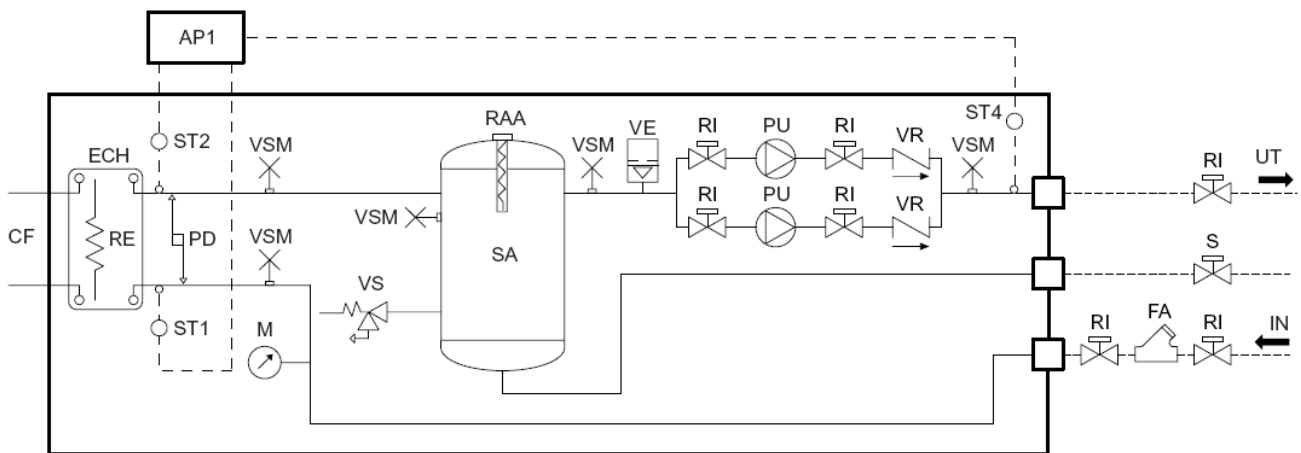 AP1
ST2
ECH
VSM
RAA
VSM
VE
RI
PU
RI
VR
VSM
ST4
RI
UT
CF
RE
PD
VSM
VSM
SA
RI
PU
RI
VR
S
ST1
M
VS
RI
FA
RI
IN